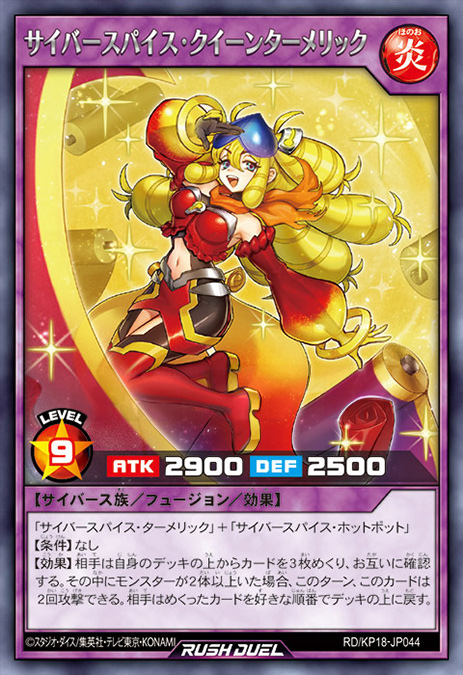 サイバースパイス・クイーンターメリック
ほのお
炎
LEVEL
9
ATK 2900 DEF 2500
【サイバース族／フュージョン／効果】
「サイバースパイス・ターメリック」＋「サイバースパイス・ホットポット」
【条件】なし
【効果】相手は自身のデッキの上からカードを3枚めくり、お互いに確認
する。その中にモンスターが2体以上いた場合、このターン、このカードは
2回攻撃できる。相手はめくったカードを好きな順番でデッキの上に戻す。
©スタジオ・ダイス/集英社・テレビ東京・KONAMI
RUSH DUEL
RD/KP18-JP044